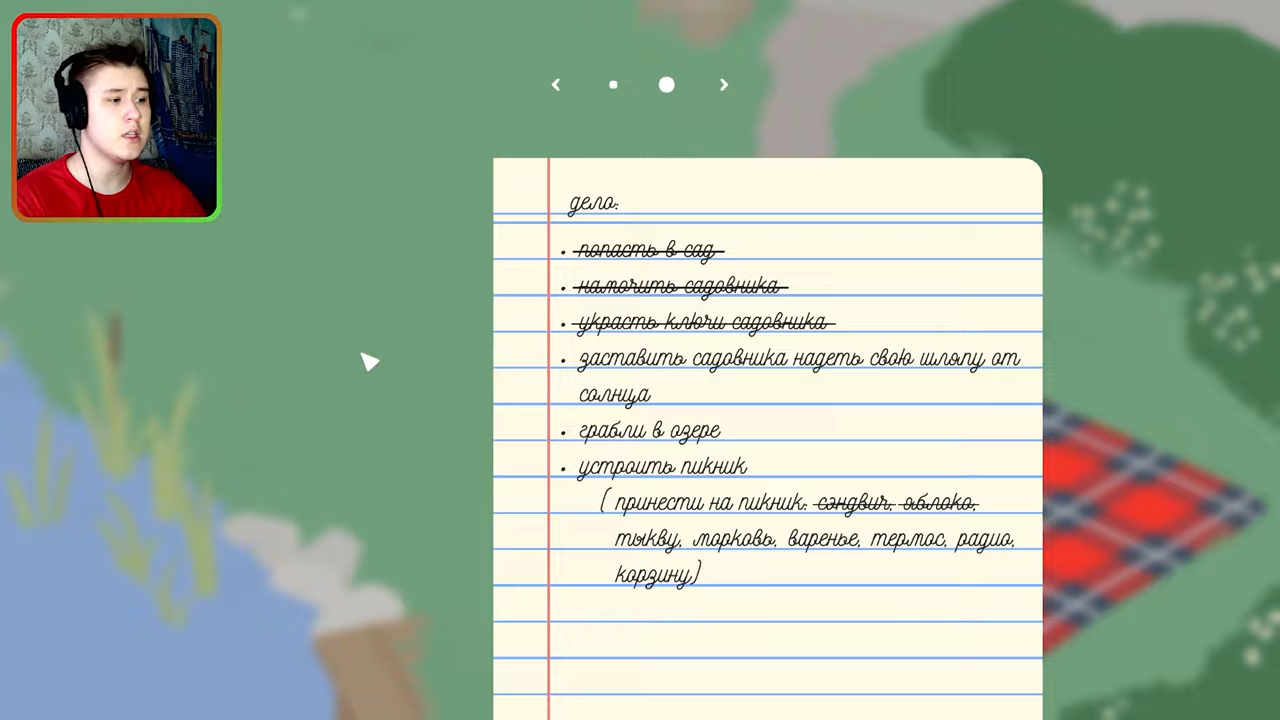 дело:
• попасть в сад
• намочить садовника
• украсть ключи садовника
• заставить садовника надеть свою шляпу от
солнца
• грабли в озере
• устроить пикник
( принести на пикник: сэндвич, яблоко,
тыкву, морковь, варенье, термос, радио,
корзину)